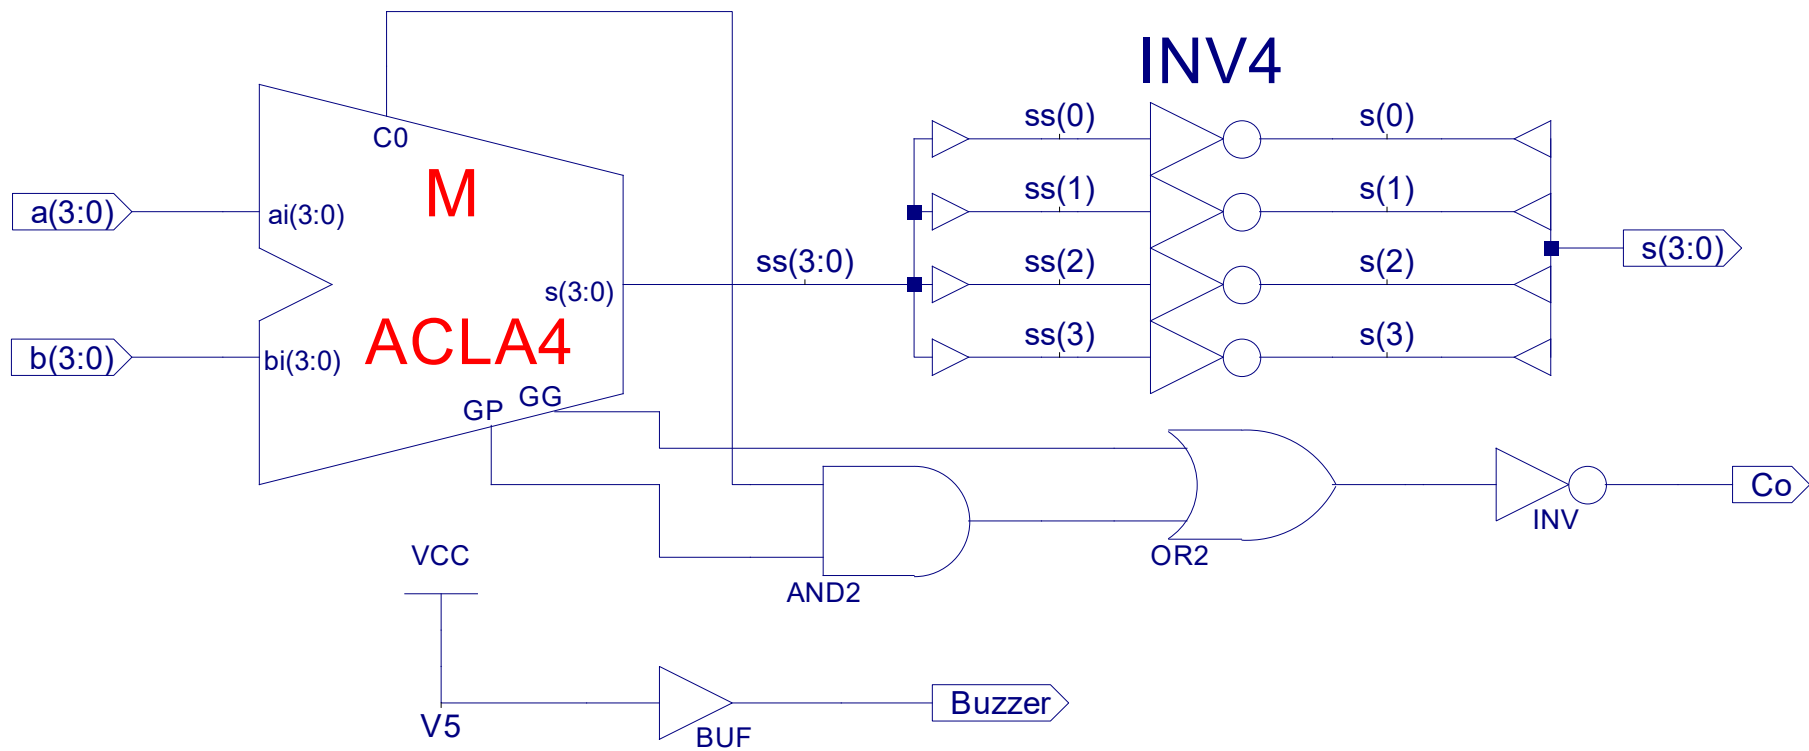 INV4
C0
M
a(3:0)
ai(3:0)
b(3:0)
bi(3:0)
ACLA4
s(3:0)
GP
GG
ss(3:0)
ss(0)
s(0)
ss(1)
s(1)
ss(2)
s(2)
ss(3)
s(3)
s(3:0)
AND2
OR2
INV
Co
VCC
V5
BUF
Buzzer